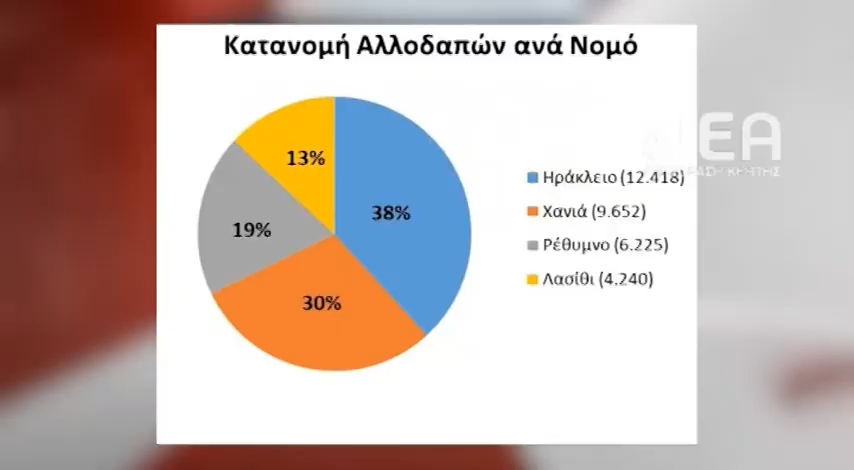 Κατανομή Αλλοδαπών ανά Νομό
ΝΕΑ
ΚΡΗΤΗΣ
13%
38%
19%
30%
Ηράκλειο (12.418)
Χανιά (9.652)
Ρέθυμνο (6.225)
Λασίθι (4.240)